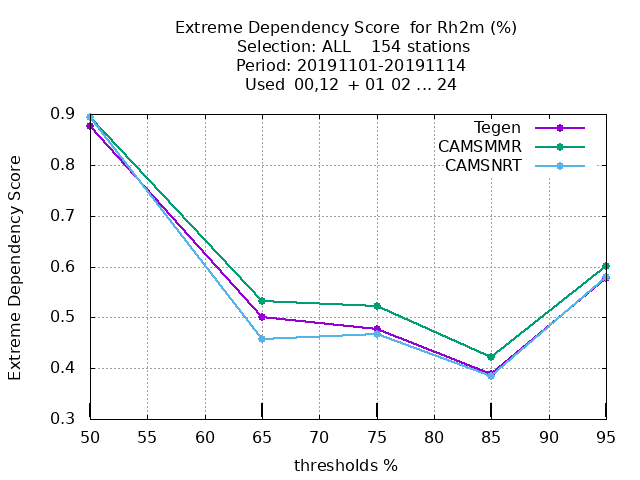 Extreme Dependency Score for Rh2m (%)
Selection: ALL 154 stations
Period: 20191101-20191114
Used 00,12 + 01 02 ... 24
Extreme Dependency Score
0.9
0.8
0.7
0.6
0.5
0.4
0.3
Tegen
CAMSMMR
CAMSNRT
50 55 60 65 70 75 80 85 90 95
thresholds %